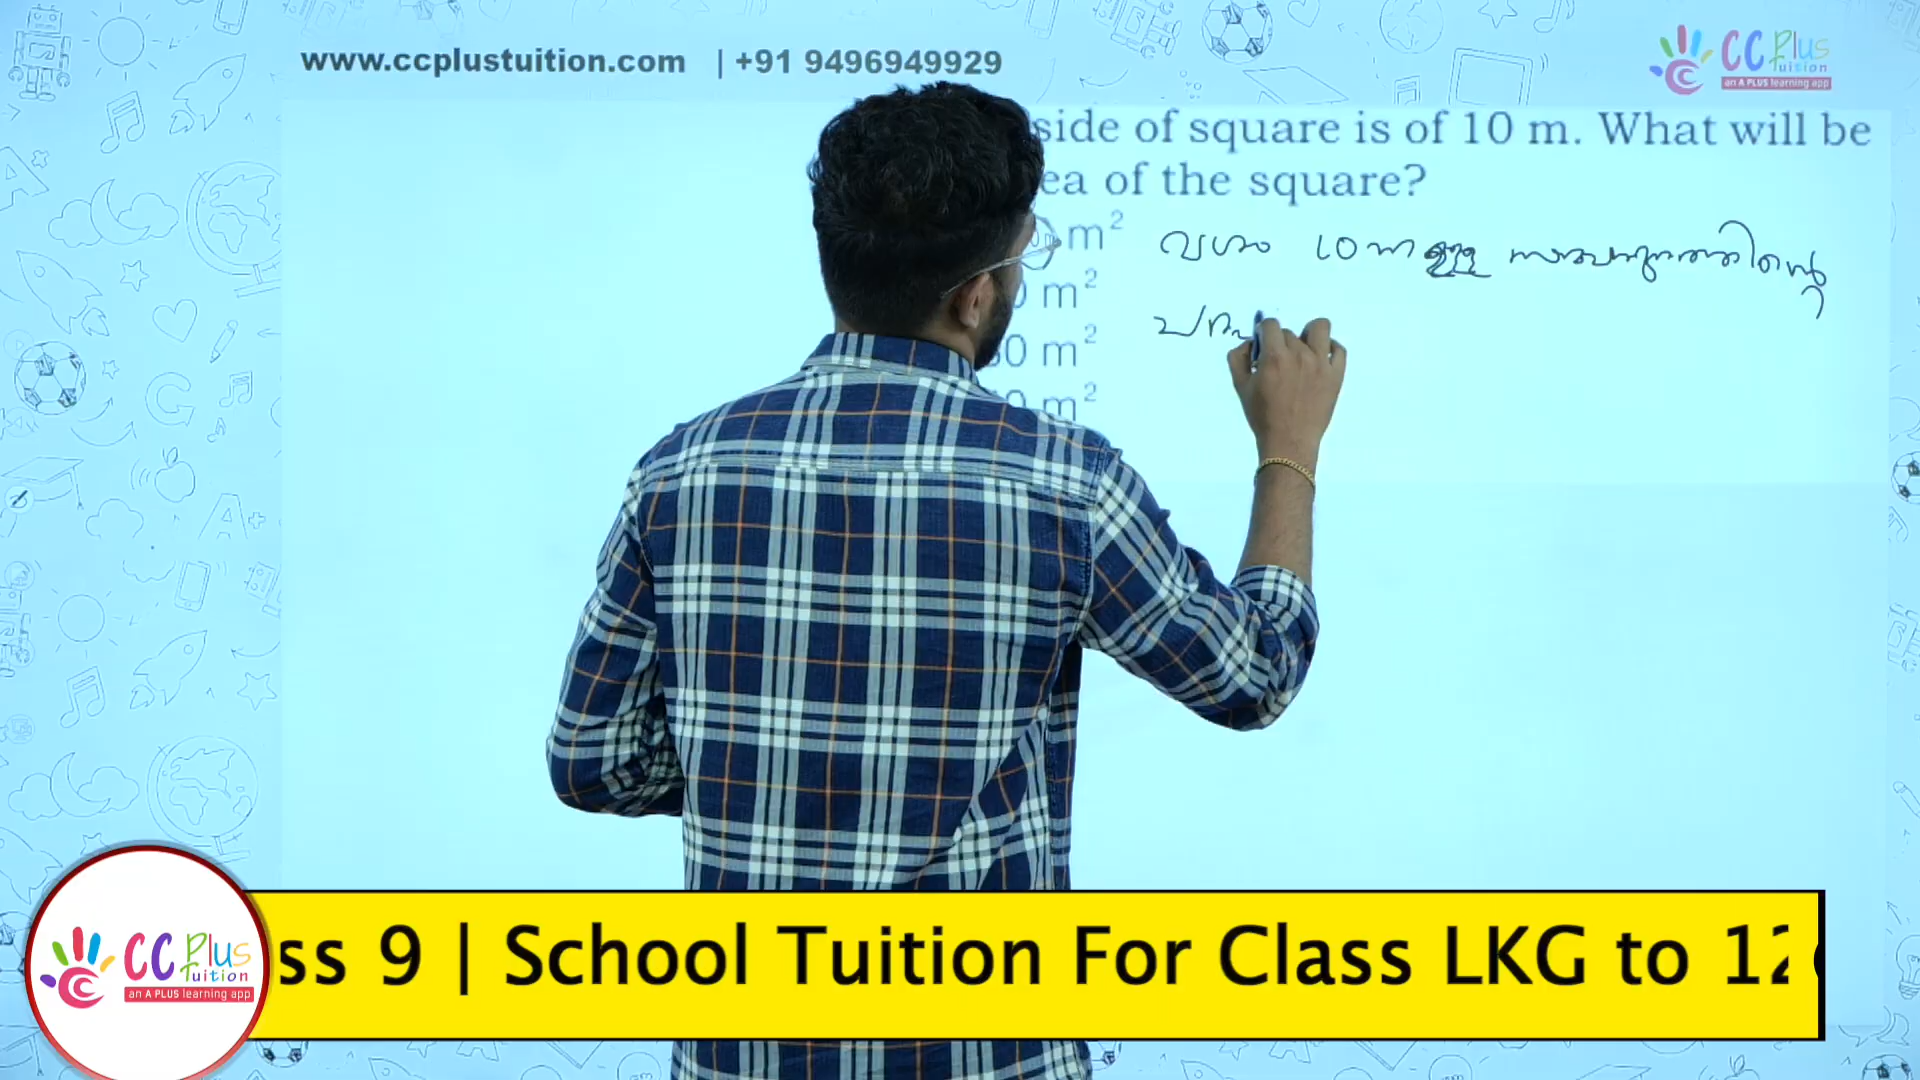 www.ccplustuition.com | +91 9496949929
CC Plus
Tuition
an A PLUS learning app
side of square is of 10 m. What will be
ea of the square?
m²
0 m²
0 m²
m²
വശം 10 m ഉള്ള സമചതുരത്തിന്റെ
CC Plus
Tuition
an A PLUS learning app
ss 9 | School Tuition For Class LKG to 12